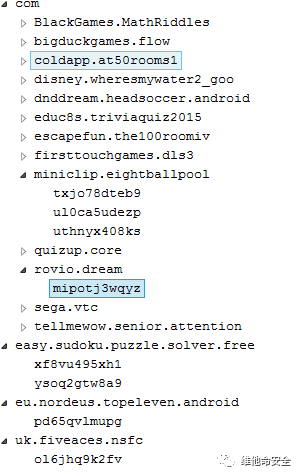 com
BlackGames.MathRiddles
bigduckgames.flow
coldapp.at50rooms1
disney.wheresmywater2_goo
dnddream.headsoccer.android
educ8s.triviaquiz2015
escapefun.the100roomiv
firsttouchgames.dls3
miniclip.eightballpool
txjo78dteb9
ul0ca5udezp
uthnyx408ks
quizup.core
rovio.dream
mipotj3wqyz
sega.vtc
tellmewow.senior.attention
easy.sudoku.puzzle.solver.free
xf8vu495xh1
ysoq2gtw8a9
eu.nordeus.topeleven.android
pd65qvlmupg
uk.fiveaces.nsfc
ol6jhq9k2fv
维他命安全